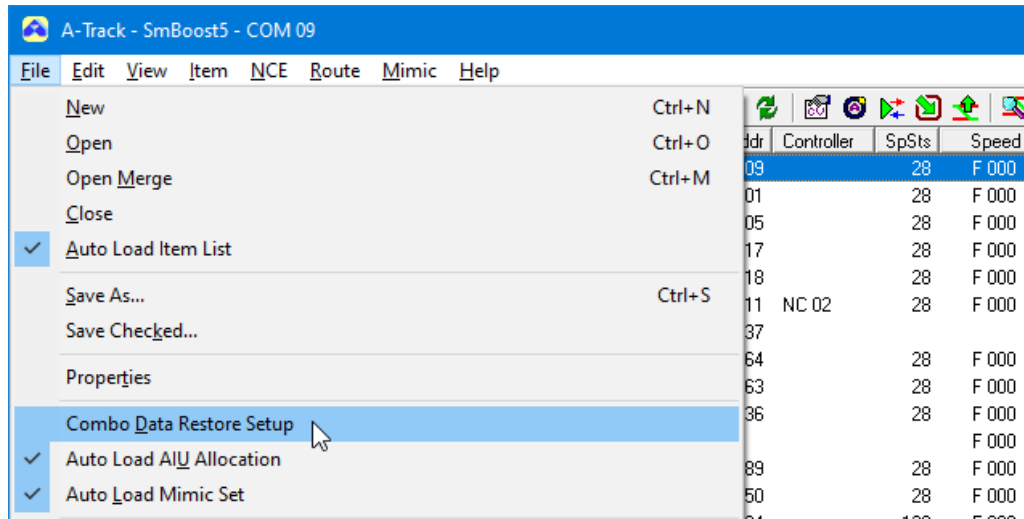 A-Track - SmBoost5 - COM 09
File Edit View Item NCE Route Mimic Help
New Ctrl+N
Open Ctrl+O
Open Merge Ctrl+M
Close
Auto Load Item List
Save As... Ctrl+S
Save Checked...
Properties
Combo Data Restore Setup
Auto Load AIU Allocation
Auto Load Mimic Set
ddr Controller SpSts Speed
09 28 F 000
01 28 F 000
05 28 F 000
17 28 F 000
18 28 F 000
11 NC 02 28 F 000
37
64 28 F 000
63 28 F 000
36 28 F 000
F 000
89 28 F 000
50 28 F 000